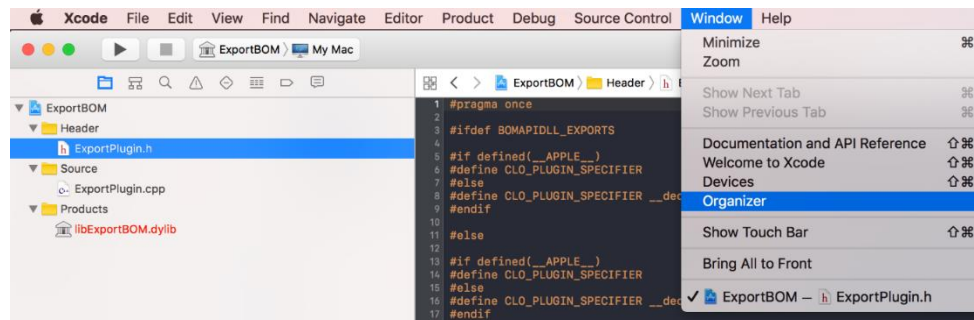 Xcode File Edit View Find Navigate Editor Product Debug Source Control Window Help
ExportBOM 〉 My Mac
ExportBOM
Header
h ExportPlugin.h
Source
c+ ExportPlugin.cpp
Products
libExportBOM.dylib
ExportBOM 〉 Header 〉 h
1 #pragma once
2
3 #ifdef BOMAPIDLL_EXPORTS
4
5 #if defined(__APPLE__)
6 #define CLO_PLUGIN_SPECIFIER
7 #else
8 #define CLO_PLUGIN_SPECIFIER __dec
9 #endif
10
11 #else
12
13 #if defined(__APPLE__)
14 #define CLO_PLUGIN_SPECIFIER
15 #else
16 #define CLO_PLUGIN_SPECIFIER __dec
17 #endif
Minimize ⌘
Zoom
Show Next Tab ⌘
Show Previous Tab ⌘
Documentation and API Reference ⇧⌘
Welcome to Xcode ⇧⌘
Devices ⇧⌘
Organizer
Show Touch Bar ⇧⌘
Bring All to Front
✓ ExportBOM — h ExportPlugin.h